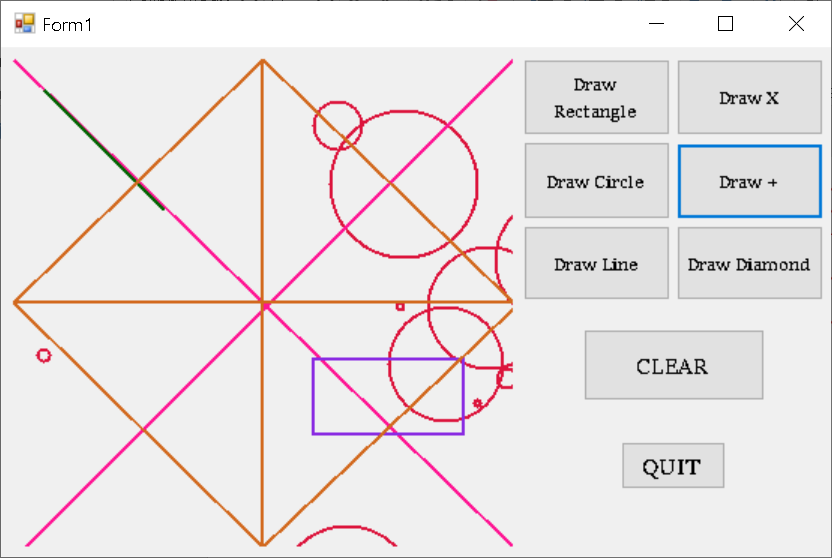 Form1
Draw
Rectangle
Draw X
Draw Circle
Draw +
Draw Line
Draw Diamond
CLEAR
QUIT